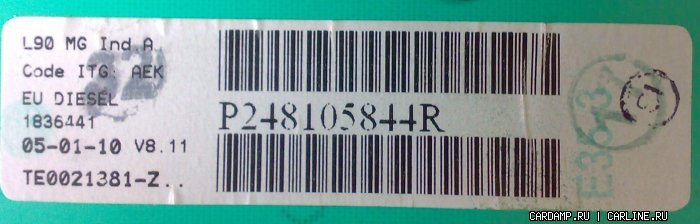 L90 MG Ind.A.
Code ITG: AEK
EU DIESEL
1836441
05-01-10 V8.11
TE0021381-Z..
P248105844R
32
CARDAMP.RU | CARLINE.RU